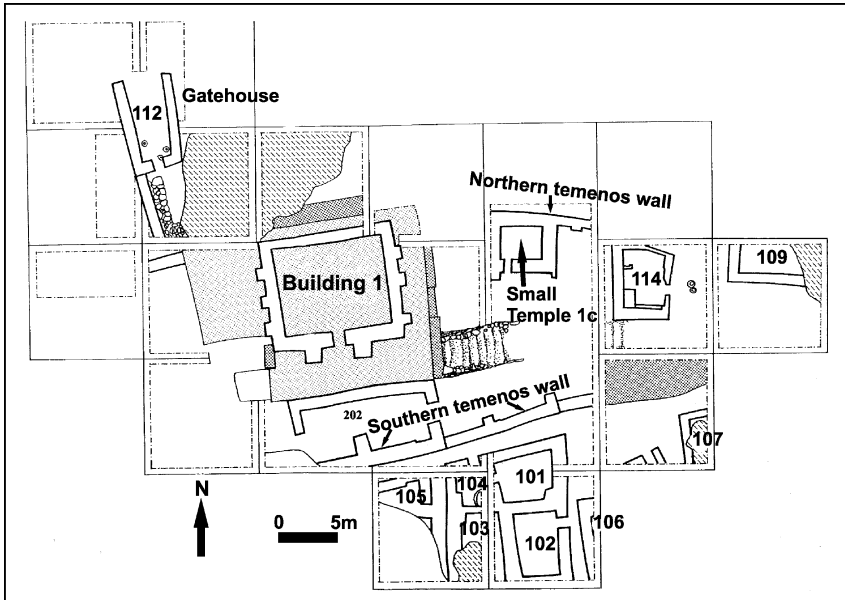 Gatehouse
112
Northern temenos wall
109
114
Building 1
Small
Temple 1c
202
Southern temenos wall
107
101
104
105
N
103
106
0 5m
102